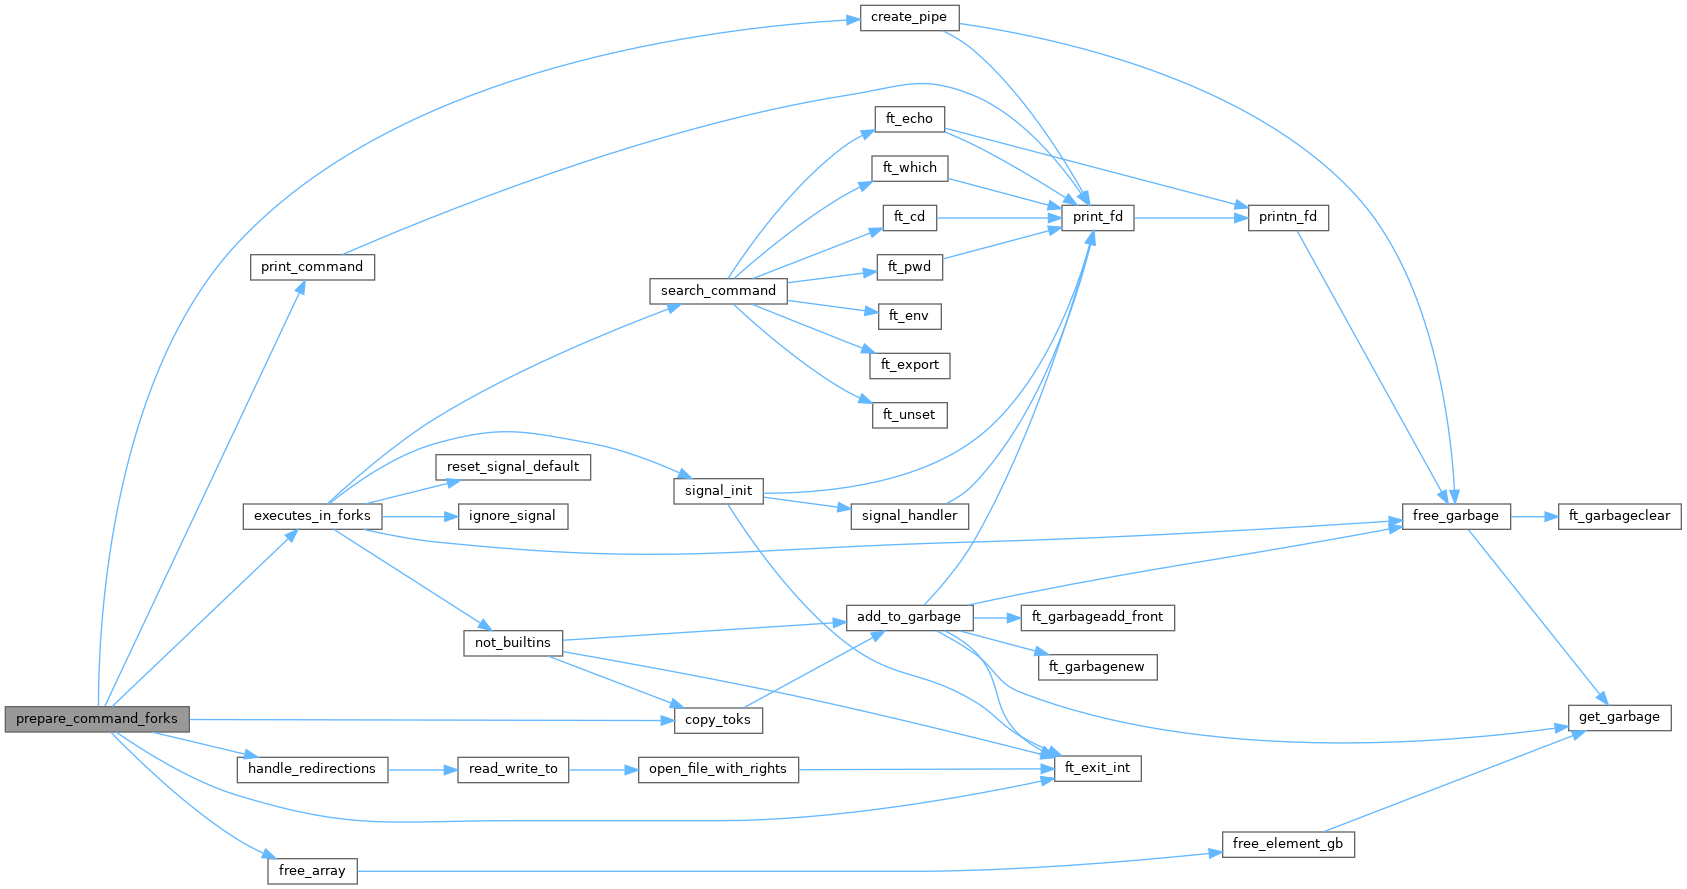 create_pipe
ft_echo
ft_which
ft_cd
print_fd
printn_fd
print_command
ft_pwd
search_command
ft_env
ft_export
ft_unset
reset_signal_default
signal_init
executes_in_forks
ignore_signal
signal_handler
free_garbage
ft_garbageclear
add_to_garbage
ft_garbageadd_front
not_builtins
ft_garbagenew
prepare_command_forks
copy_toks
get_garbage
handle_redirections
read_write_to
open_file_with_rights
ft_exit_int
free_element_gb
free_array